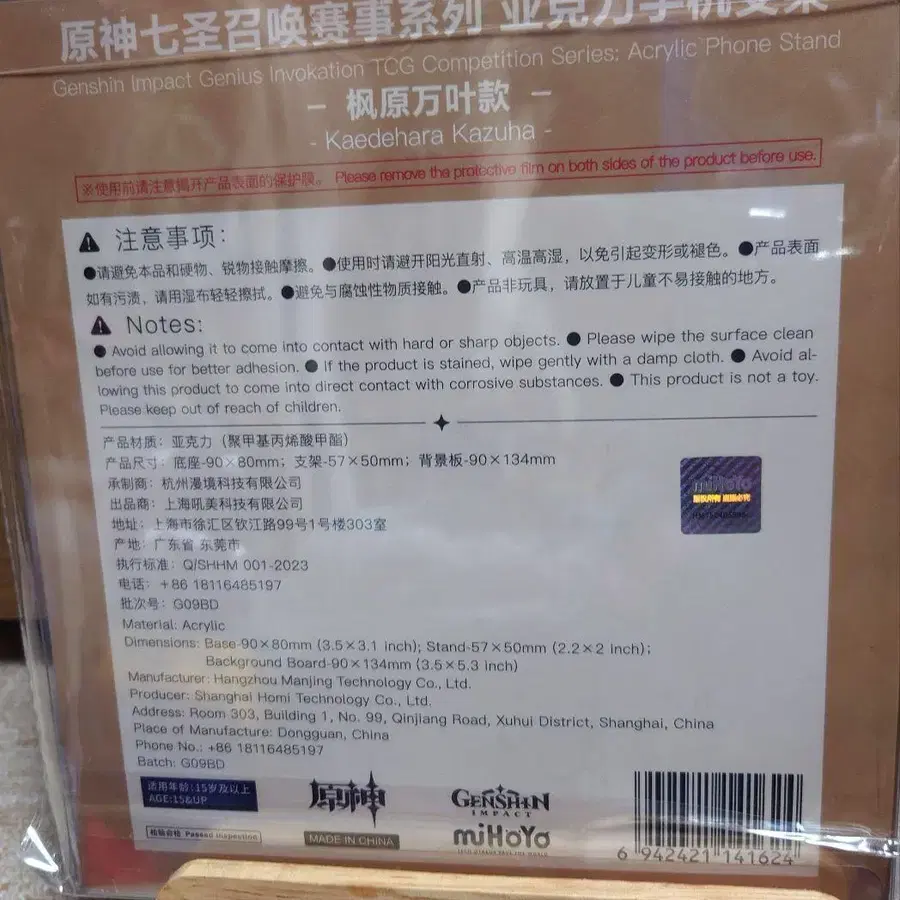 原神七圣召唤赛事系列 亚克力手机支架
Genshin Impact Genius Invokation TCG Competition Series: Acrylic Phone Stand
– 枫原万叶款 –
- Kaedehara Kazuha -
※使用前请注意揭开产品表面的保护膜。 Please remove the protective film on both sides of the product before use.
注意事项:
●请避免本品和硬物、锐物接触摩擦。●使用时请避开阳光直射、高温高湿，以免引起变形或褪色。●产品表面
如有污渍，请用湿布轻轻擦拭。●避免与腐蚀性物质接触。●产品非玩具，请放置于儿童不易接触的地方。
Notes:
● Avoid allowing it to come into contact with hard or sharp objects. ● Please wipe the surface clean
before use for better adhesion. ● If the product is stained, wipe gently with a damp cloth. ● Avoid al-
lowing this product to come into direct contact with corrosive substances. ● This product is not a toy.
Please keep out of reach of children.
产品材质：亚克力（聚甲基丙烯酸甲酯）
产品尺寸：底座-90×80mm；支架-57×50mm；背景板-90×134mm
承制商：杭州漫境科技有限公司
出品商：上海吼美科技有限公司
地址：上海市徐汇区钦江路99号1号楼303室
产地：广东省 东莞市
执行标准：Q/SHHM 001-2023
电话：+86 18116485197
批次号：G09BD
Material: Acrylic
Dimensions: Base-90×80mm (3.5×3.1 inch); Stand-57×50mm (2.2×2 inch);
Background Board-90×134mm (3.5×5.3 inch)
Manufacturer: Hangzhou Manjing Technology Co., Ltd.
Producer: Shanghai Homi Technology Co., Ltd.
Address: Room 303, Building 1, No. 99, Qinjiang Road, Xuhui District, Shanghai, China
Place of Manufacture: Dongguan, China
Phone No.: +86 18116485197
Batch: G09BD
miHoYo
版权所有 盗版必究
适用年龄:15岁及以上
AGE:15&UP
原神
GENSHIN
IMPACT
检验合格 Passed inspection
MADE IN CHINA
miHoYo
TECH OTAKUS SAVE THE WORLD
6 942421 141624